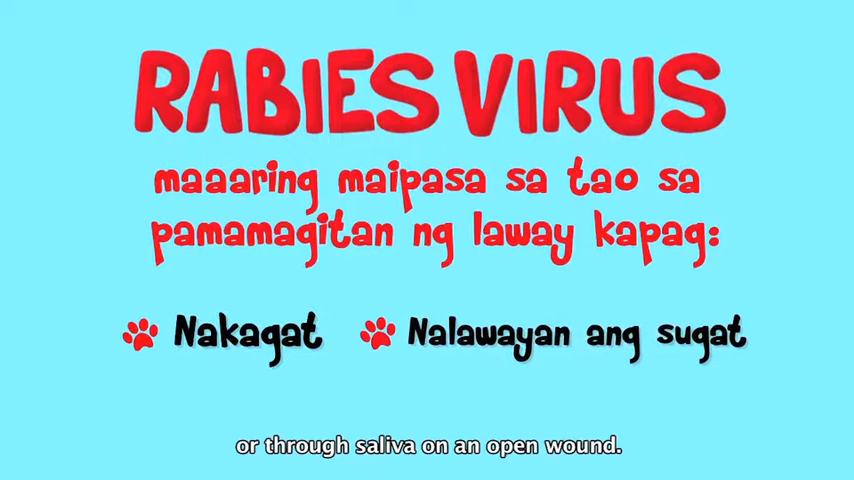 RABIES VIRUS
maaaring maipasa sa tao sa
pamamagitan ng laway kapag:
Nakagat Nalawayan ang sugat
or through saliva on an open wound.